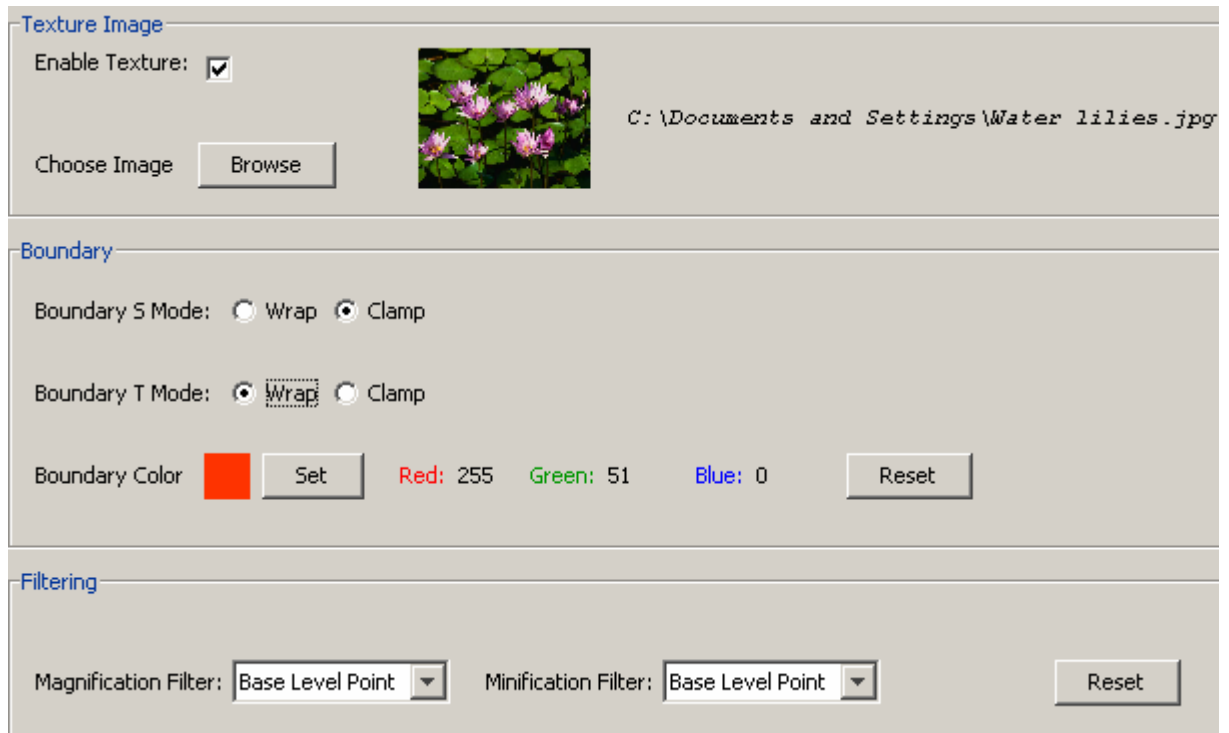 Texture Image
Enable Texture:
C:\Documents and Settings\Water lilies.jpg
Choose Image Browse
Boundary
Boundary S Mode: Wrap Clamp
Boundary T Mode: Wrap Clamp
Boundary Color Set Red: 255 Green: 51 Blue: 0 Reset
Filtering
Magnification Filter: Base Level Point Minification Filter: Base Level Point Reset